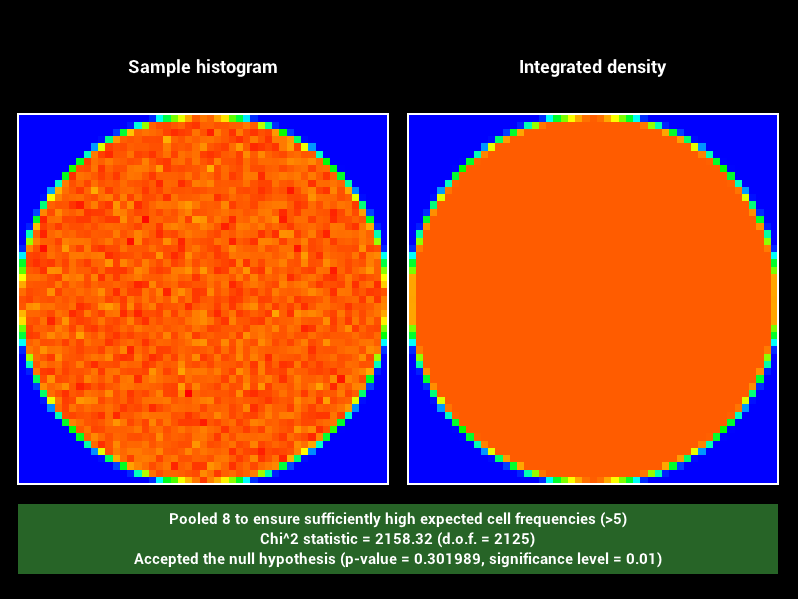 Sample histogram
Integrated density
Pooled 8 to ensure sufficiently high expected cell frequencies (>5)
Chi^2 statistic = 2158.32 (d.o.f. = 2125)
Accepted the null hypothesis (p-value = 0.301989, significance level = 0.01)